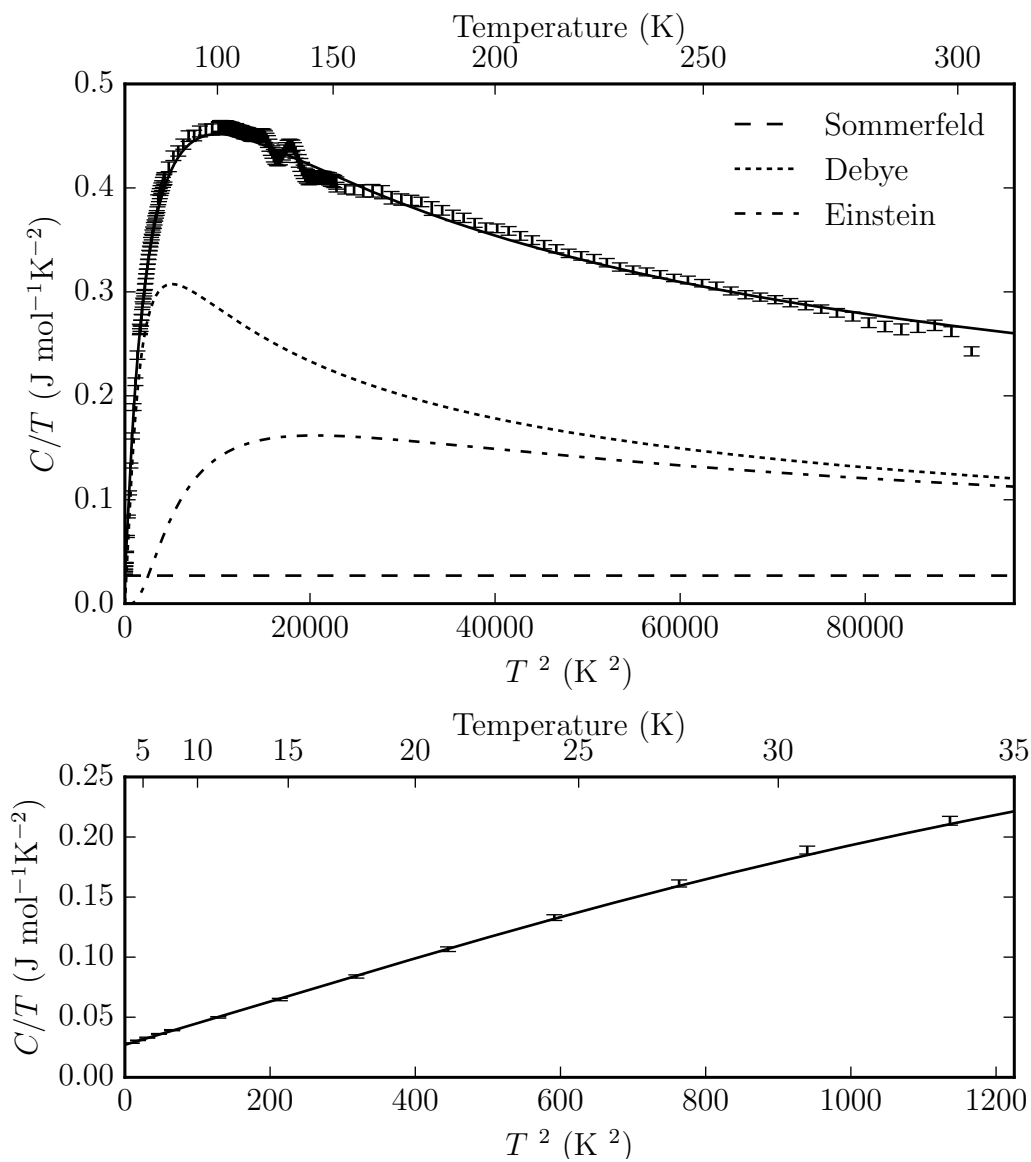 Temperature (K)
100 150 200 250 300
0.5
0.4
0.3
0.2
0.1
0.0
C/T (J mol⁻¹K⁻²)
Sommerfeld
Debye
Einstein
0 20000 40000 60000 80000
T ² (K ²)
Temperature (K)
5 10 15 20 25 30 35
0.25
0.20
0.15
0.10
0.05
0.00
C/T (J mol⁻¹K⁻²)
0 200 400 600 800 1000 1200
T ² (K ²)